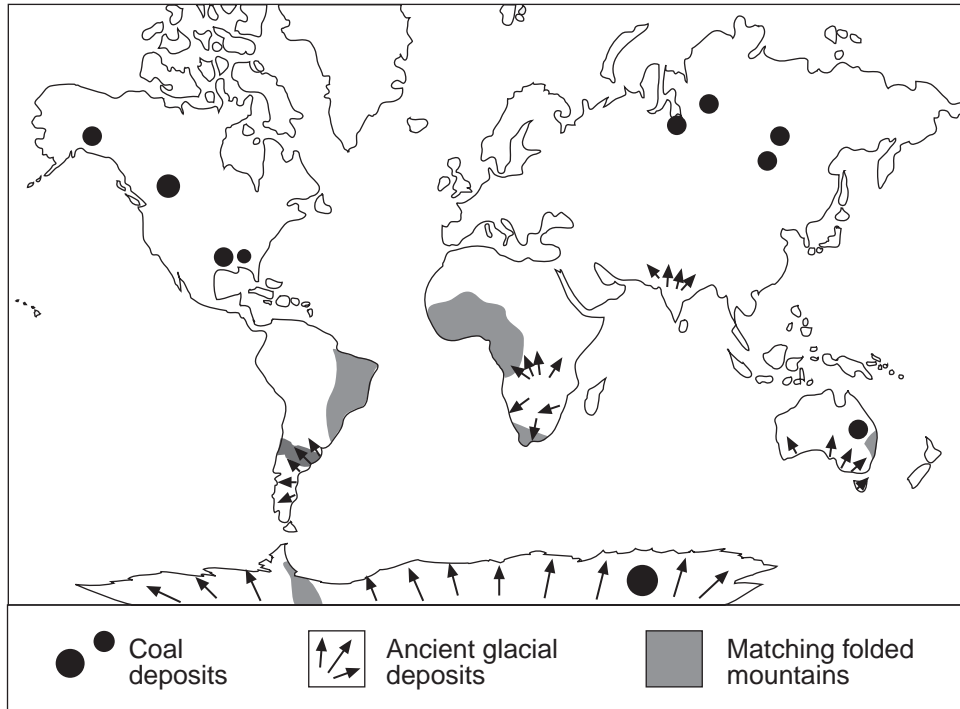 Coal
deposits
Ancient glacial
deposits
Matching folded
mountains